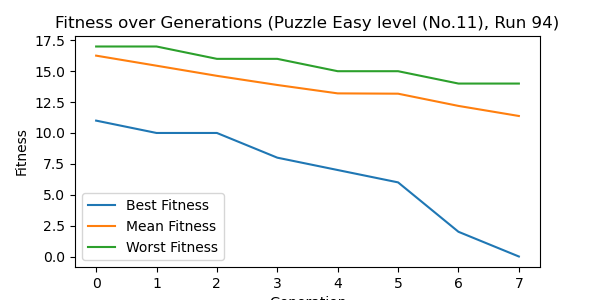 Fitness over Generations (Puzzle Easy level (No.11), Run 94)
17.5
15.0
12.5
10.0
7.5
5.0
2.5
0.0
Fitness
Best Fitness
Mean Fitness
Worst Fitness
0 1 2 3 4 5 6 7
Generation